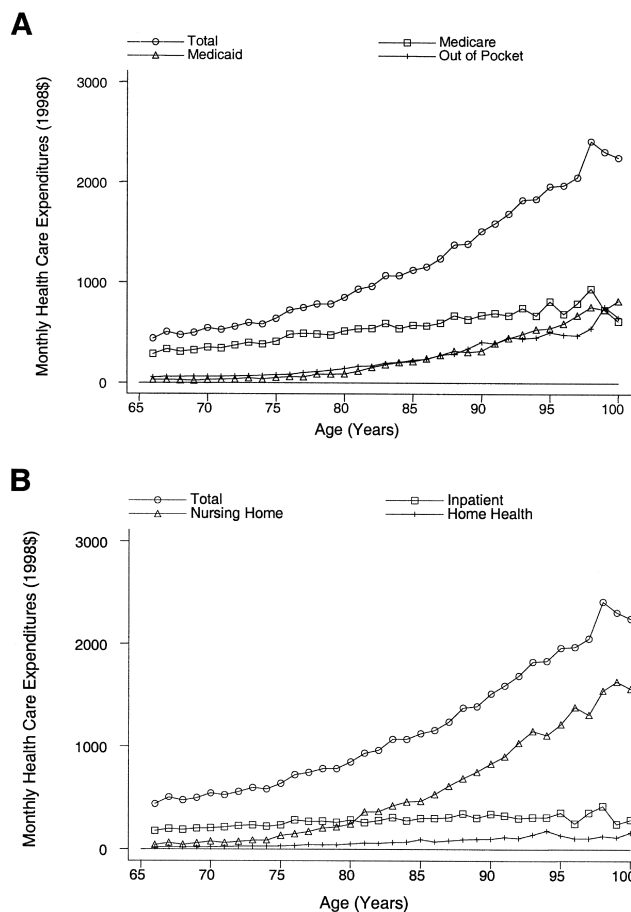 A
Total Medicare
Medicaid Out of Pocket
Monthly Health Care Expenditures (1998$)
3000
2000
1000
0
65 70 75 80 85 90 95 100
Age (Years)
B
Total Inpatient
Nursing Home Home Health
Monthly Health Care Expenditures (1998$)
3000
2000
1000
0
65 70 75 80 85 90 95 100
Age (Years)